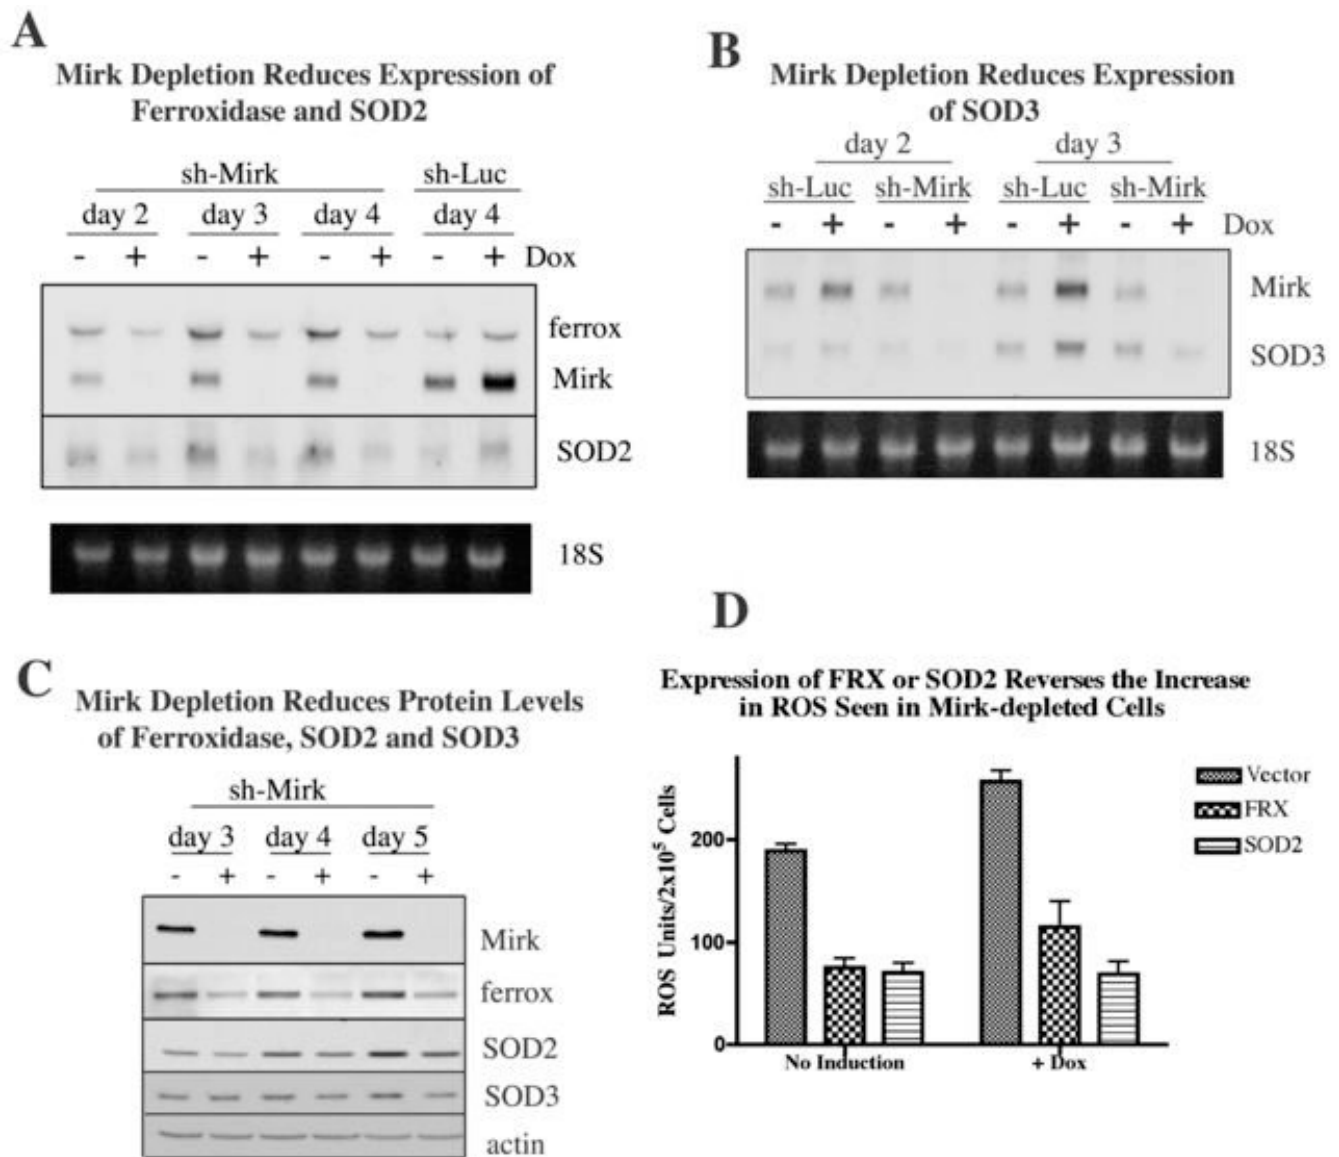 A
Mirk Depletion Reduces Expression of
Ferroxidase and SOD2
sh-Mirk sh-Luc
day 2 day 3 day 4 day 4
- + - + - + - + Dox
ferrox
Mirk
SOD2
18S
B
Mirk Depletion Reduces Expression
of SOD3
day 2 day 3
sh-Luc sh-Mirk sh-Luc sh-Mirk
- + - + - + - + Dox
Mirk
SOD3
18S
C
Mirk Depletion Reduces Protein Levels
of Ferroxidase, SOD2 and SOD3
sh-Mirk
day 3 day 4 day 5
- + - + - +
Mirk
ferrox
SOD2
SOD3
actin
D
Expression of FRX or SOD2 Reverses the Increase
in ROS Seen in Mirk-depleted Cells
ROS Units/2x10⁵ Cells
200
100
0
No Induction + Dox
Vector
FRX
SOD2